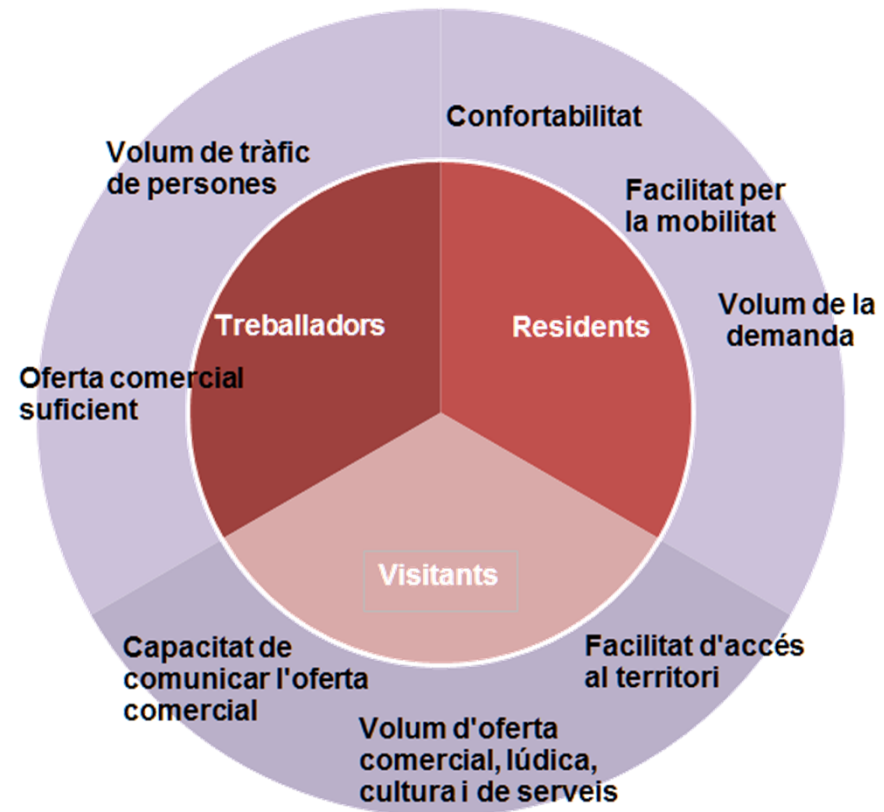 Confortabilitat
Volum de tràfic
de persones
Facilitat per
la mobilitat
Volum de la
demanda
Treballadors
Residents
Oferta comercial
suficient
Visitants
Capacitat de
comunicar l'oferta
comercial
Facilitat d'accés
al territori
Volum d'oferta
comercial, lúdica,
cultura i de serveis